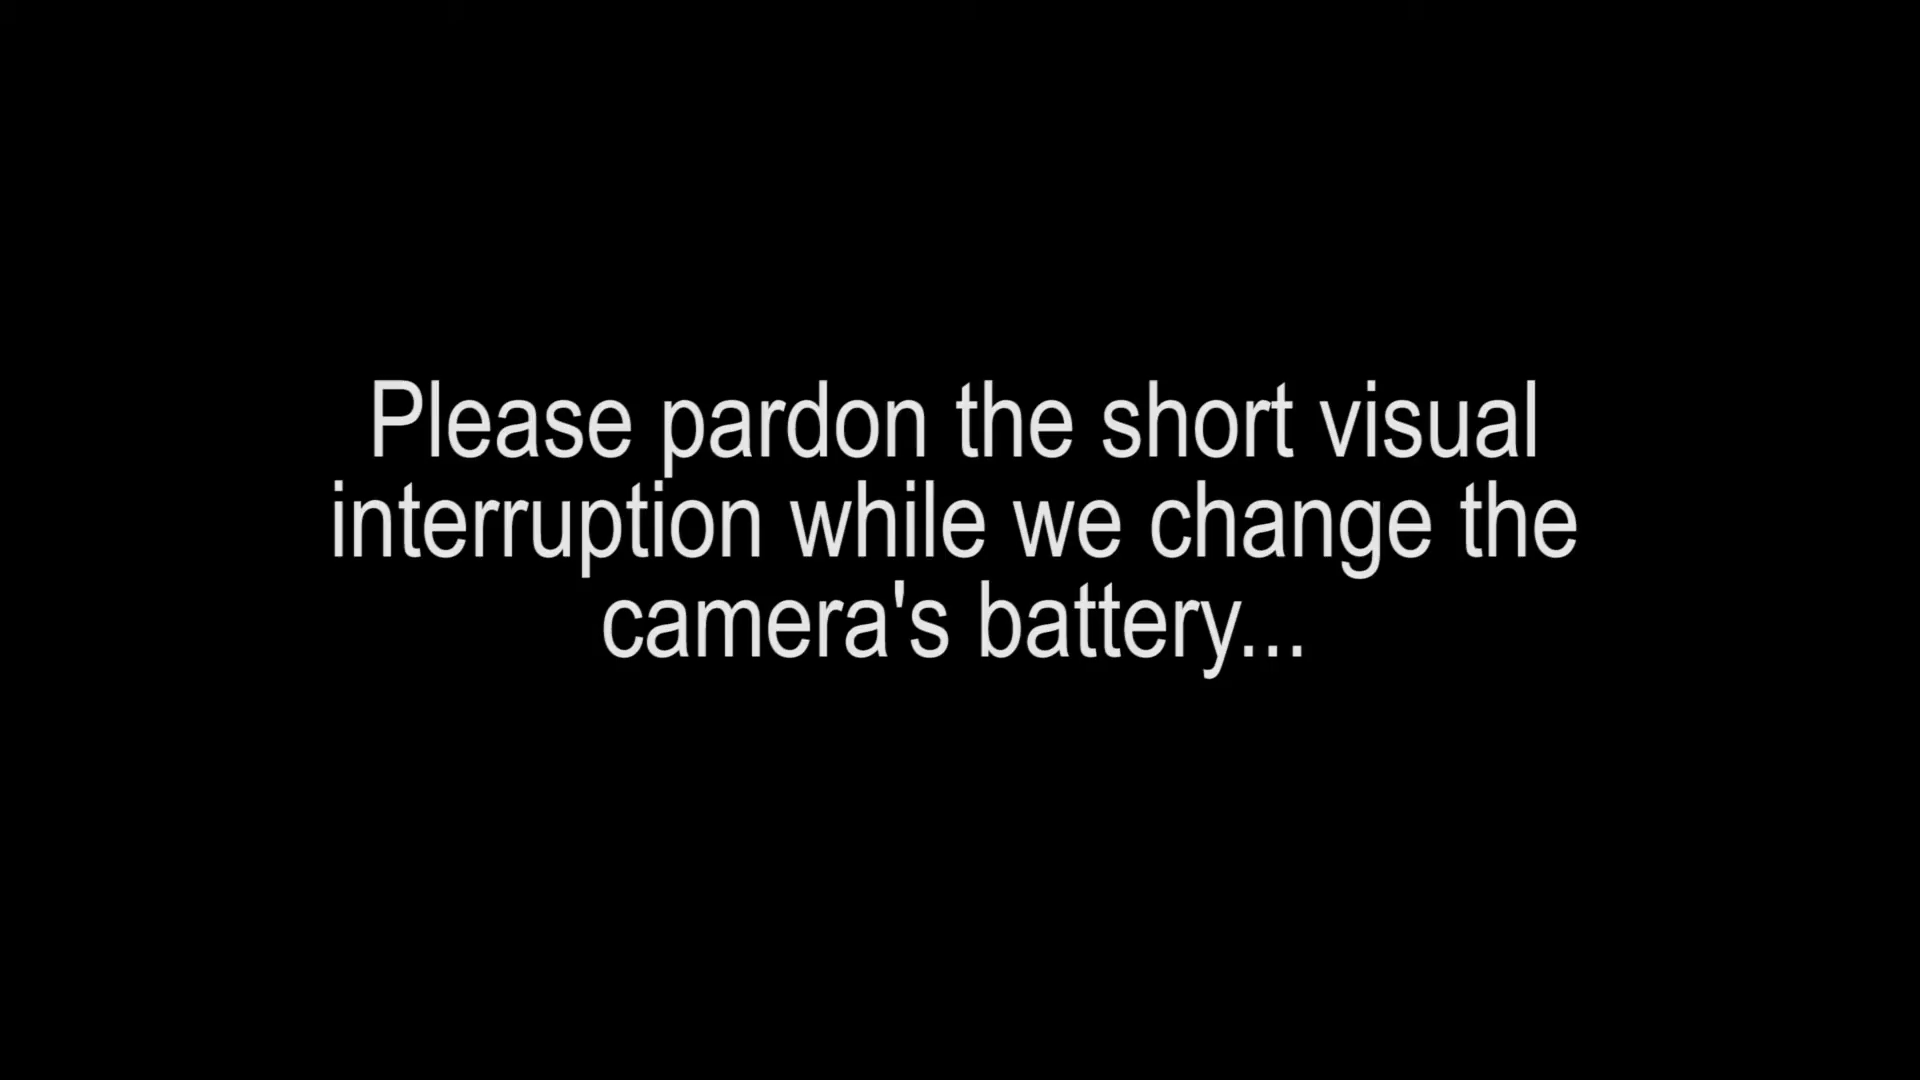 Please pardon the short visual
interruption while we change the
camera's battery...